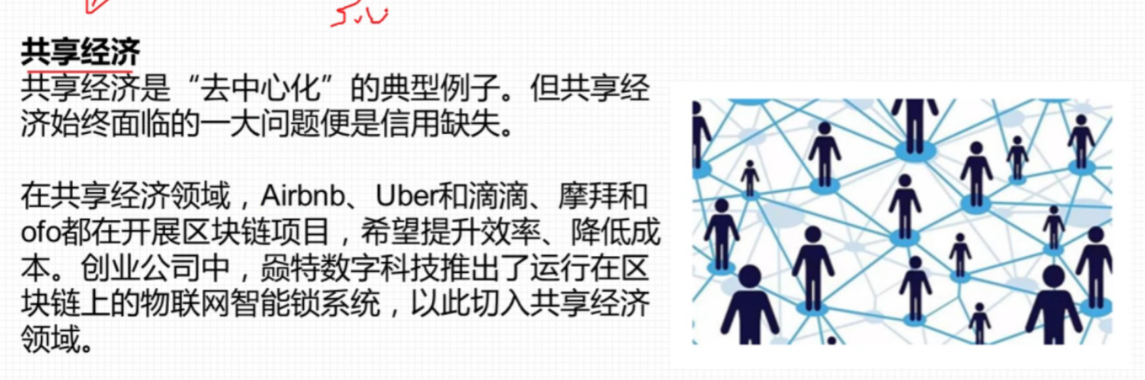 共享经济
共享经济是“去中心化”的典型例子。但共享经
济始终面临的一大问题便是信用缺失。
在共享经济领域，Airbnb、Uber和滴滴、摩拜和
ofo都在开展区块链项目，希望提升效率、降低成
本。创业公司中，赑特数字科技推出了运行在区
块链上的物联网智能锁系统，以此切入共享经济
领域。